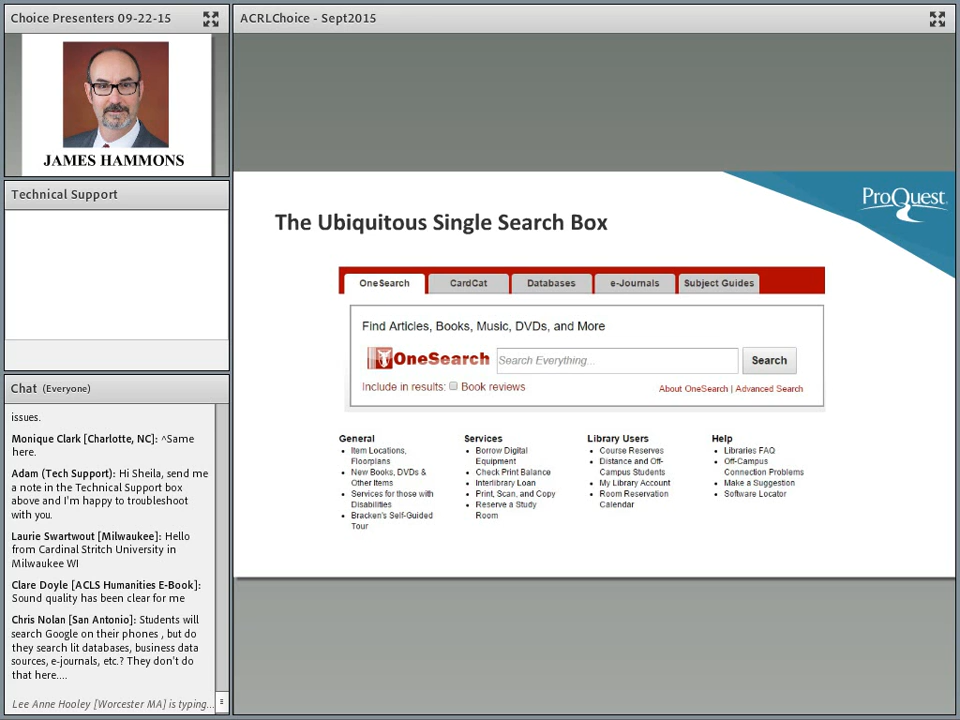 Choice Presenters 09-22-15
JAMES HAMMONS
Technical Support
Chat (Everyone)
issues.
Monique Clark [Charlotte, NC]: ^Same
here.
Adam (Tech Support): Hi Sheila, send me
a note in the Technical Support box
above and I'm happy to troubleshoot
with you.
Laurie Swartwout [Milwaukee]: Hello
from Cardinal Stritch University in
Milwaukee WI
Clare Doyle [ACLS Humanities E-Book]:
Sound quality has been clear for me
Chris Nolan [San Antonio]: Students will
search Google on their phones , but do
they search lit databases, business data
sources, e-journals, etc.? They don't do
that here....
Lee Anne Hooley [Worcester MA] is typing...
ACRLChoice - Sept2015
ProQuest
The Ubiquitous Single Search Box
OneSearch CardCat Databases e-Journals Subject Guides
Find Articles, Books, Music, DVDs, and More
OneSearch Search Everything... Search
Include in results: Book reviews About OneSearch | Advanced Search
General
Item Locations,
Floorplans
New Books, DVDs &
Other Items
Services for those with
Disabilities
Bracken's Self-Guided
Tour
Services
Borrow Digital
Equipment
Check Print Balance
Interlibrary Loan
Print, Scan, and Copy
Reserve a Study
Room
Library Users
Course Reserves
Distance and Off-
Campus Students
My Library Account
Room Reservation
Calendar
Help
Libraries FAQ
Off-Campus
Connection Problems
Make a Suggestion
Software Locator